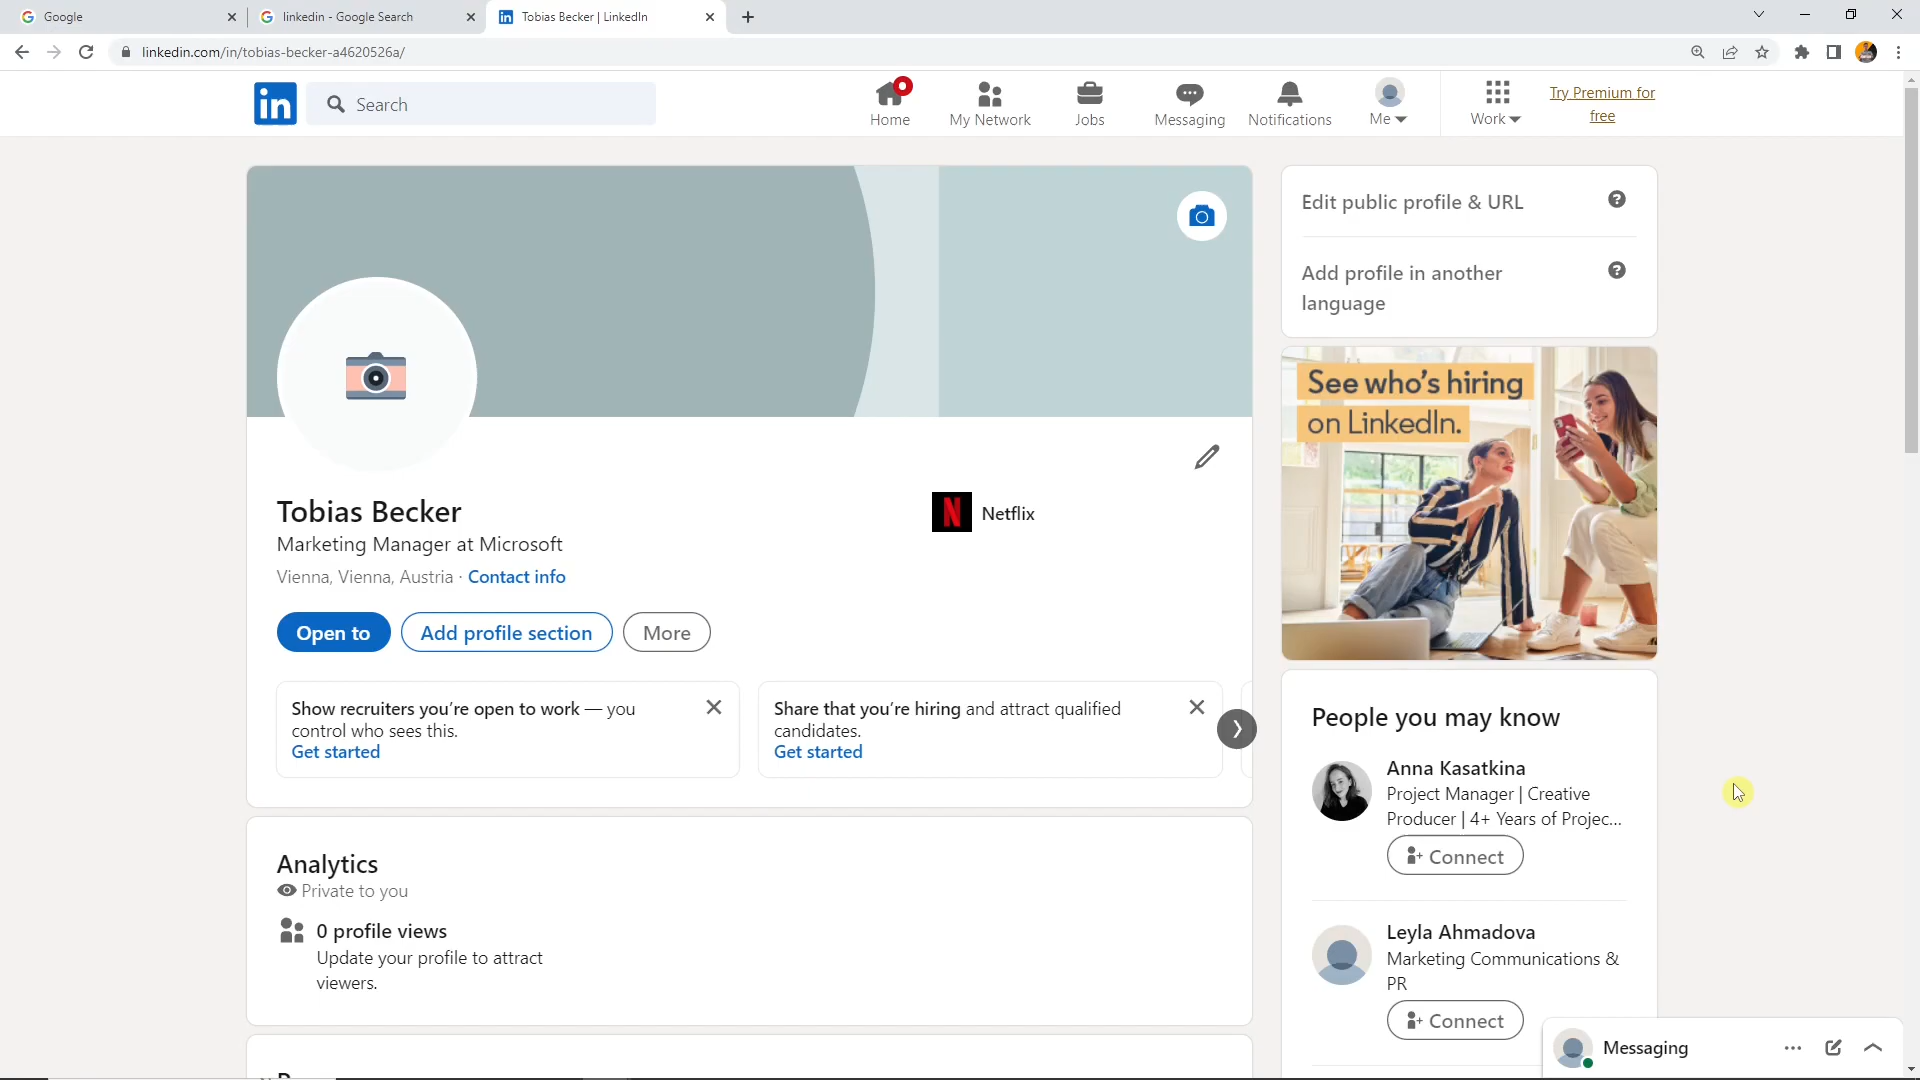 Google
linkedin - Google Search
Tobias Becker | LinkedIn
linkedin.com/in/tobias-becker-a4620526a/
in
Search
Home
My Network
Jobs
Messaging
Notifications
Me
Work
Try Premium for
free
Tobias Becker
Marketing Manager at Microsoft
Vienna, Vienna, Austria · Contact info
N Netflix
Open to
Add profile section
More
Show recruiters you're open to work — you
control who sees this.
Get started
Share that you're hiring and attract qualified
candidates.
Get started
Analytics
Private to you
0 profile views
Update your profile to attract
viewers.
Edit public profile & URL
Add profile in another
language
See who's hiring
on LinkedIn.
People you may know
Anna Kasatkina
Project Manager | Creative
Producer | 4+ Years of Projec...
Connect
Leyla Ahmadova
Marketing Communications &
PR
Connect
Messaging